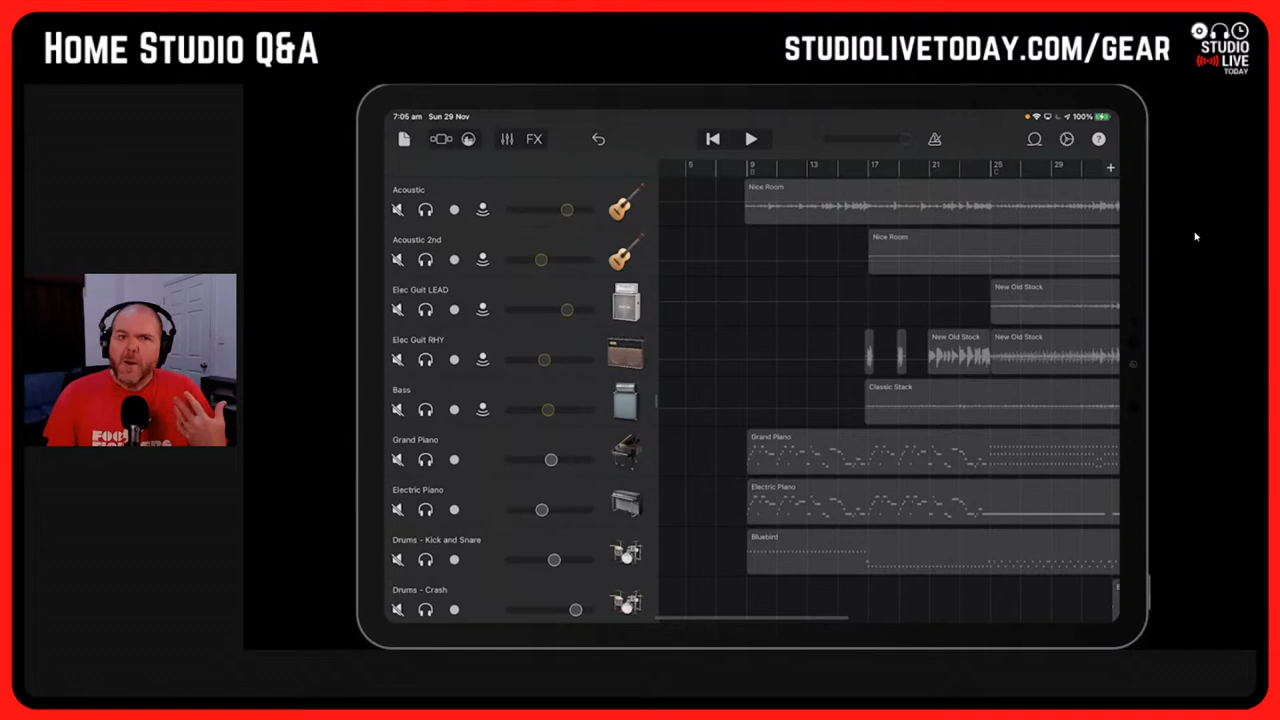 HOME STUDIO Q&A
STUDIOLIVETODAY.COM/GEAR
STUDIO
LIVE
TODAY
7:05 am Sun 29 Nov
100%
FX
?
5 9 13 17 21 25 29
B C
+
Acoustic
Nice Room
Acoustic 2nd
Nice Room
Elec Guit LEAD
New Old Stock
Elec Guit RHY
New Old Stock New Old Stock
Bass
Classic Stack
Grand Piano
Grand Piano
Electric Piano
Electric Piano
Drums - Kick and Snare
Bluebird
Drums - Crash